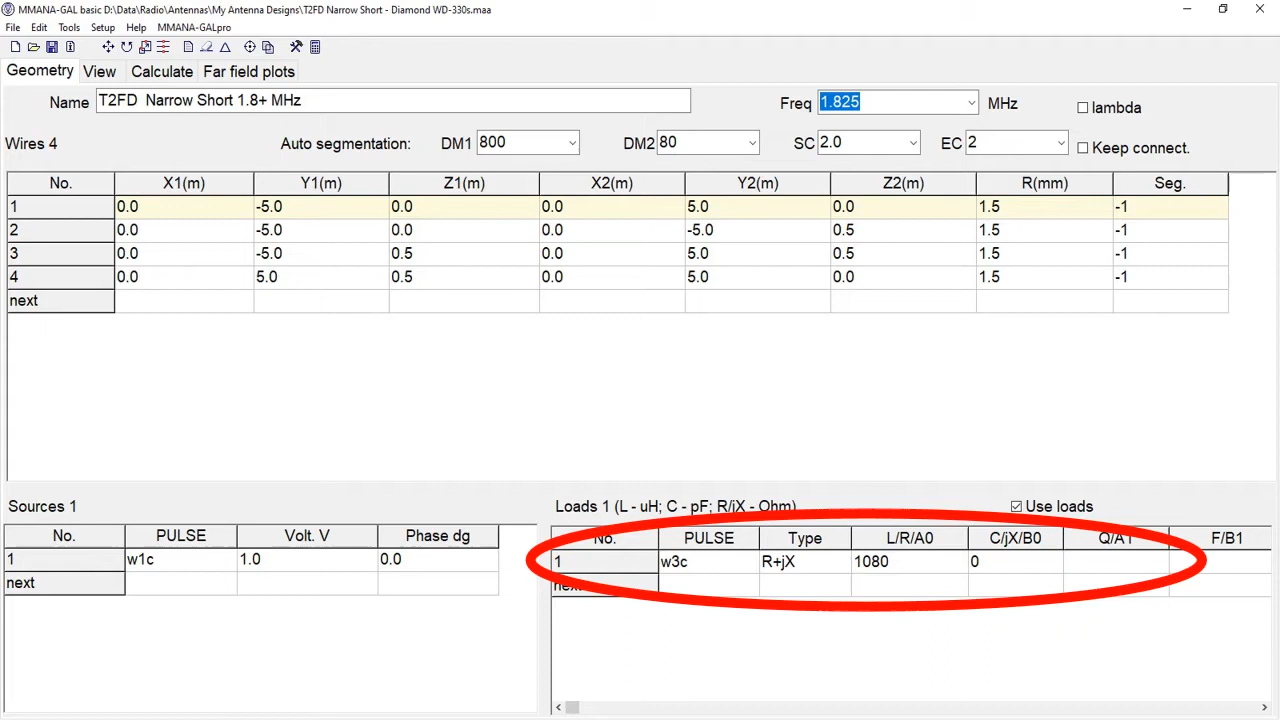 MMANA-GAL basic D:\Data\Radio\Antennas\My Antenna Designs\T2FD Narrow Short - Diamond WD-330s.maa
File Edit Tools Setup Help MMANA-GALpro
Geometry View Calculate Far field plots
Name T2FD  Narrow Short 1.8+ MHz Freq 1.825 MHz lambda
Wires 4 Auto segmentation: DM1 800 DM2 80 SC 2.0 EC 2 Keep connect.
No. X1(m) Y1(m) Z1(m) X2(m) Y2(m) Z2(m) R(mm) Seg.
1 0.0 -5.0 0.0 0.0 5.0 0.0 1.5 -1
2 0.0 -5.0 0.0 0.0 -5.0 0.5 1.5 -1
3 0.0 -5.0 0.5 0.0 5.0 0.5 1.5 -1
4 0.0 5.0 0.5 0.0 5.0 0.0 1.5 -1
next
Sources 1
No. PULSE Volt. V Phase dg
1 w1c 1.0 0.0
next
Loads 1 (L - uH; C - pF; R/jX - Ohm) Use loads
No. PULSE Type L/R/A0 C/jX/B0 Q/A1 F/B1
1 w3c R+jX 1080 0
next